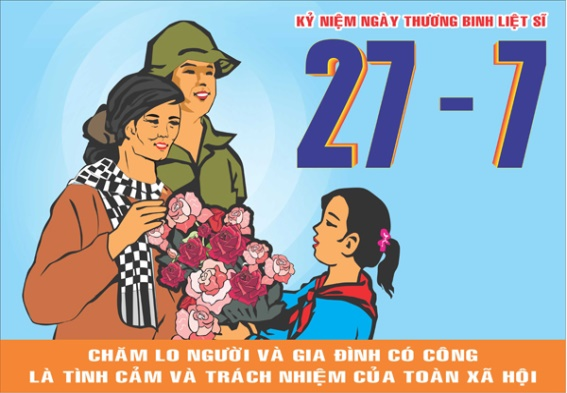 KỶ NIỆM NGÀY THƯƠNG BINH LIỆT SĨ
27 - 7
CHĂM LO NGƯỜI VÀ GIA ĐÌNH CÓ CÔNG
LÀ TÌNH CẢM VÀ TRÁCH NHIỆM CỦA TOÀN XÃ HỘI